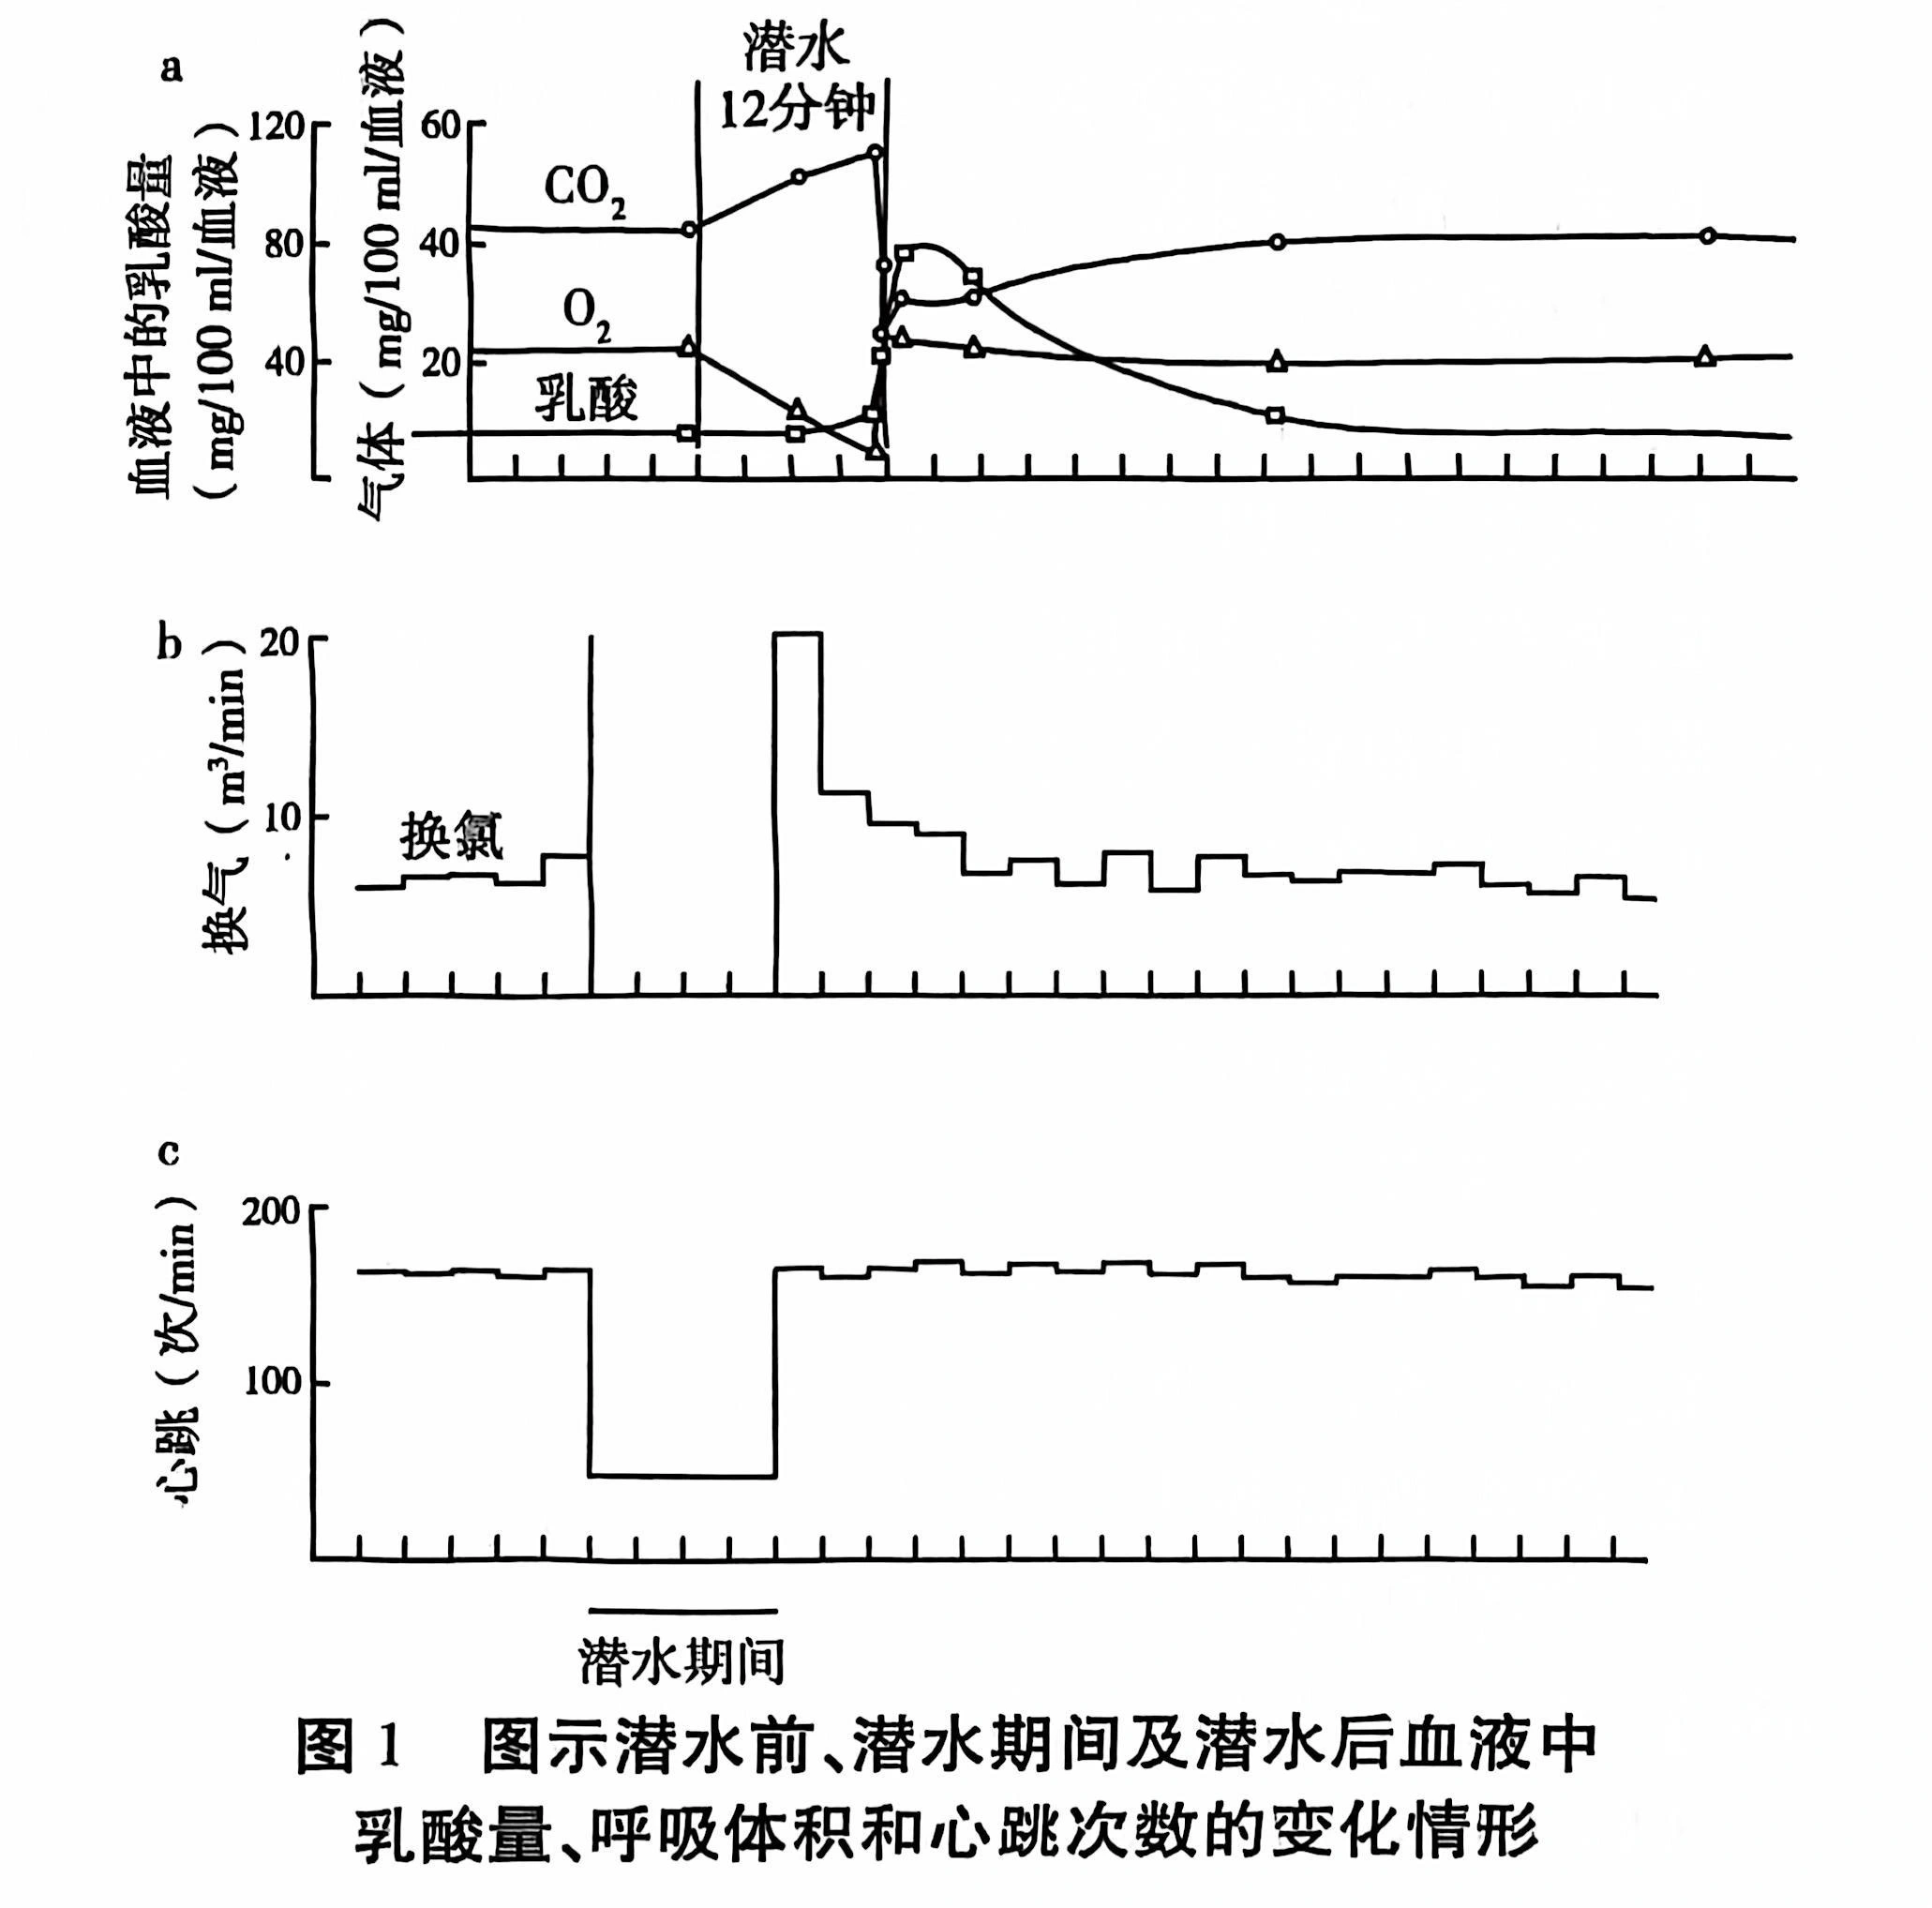 a
潜水
12分钟
血液中的乳酸量
(mg/100 ml/血液)
120
80
40
气体(mg/100 ml/血液)
60
40
20
CO₂
O₂
乳酸
b
换气(m³/min)
20
10
换氯
c
心跳(次/min)
200
100
潜水期间
图1 图示潜水前、潜水期间及潜水后血液中
乳酸量、呼吸体积和心跳次数的变化情形